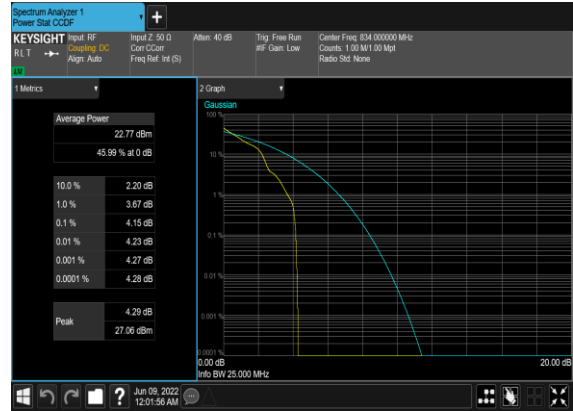 Spectrum Analyzer 1
Power Stat CCDF
KEYSIGHT
RLT
LXI
Input: RF
Coupling: DC
Align: Auto
Input Z: 50 Ω
Corr CCorr
Freq Ref: Int (S)
Atten: 40 dB
Trig: Free Run
#IF Gain: Low
Center Freq: 834.000000 MHz
Counts: 1.00 M/1.00 Mpt
Radio Std: None
1 Metrics
Average Power
22.77 dBm
45.99 % at 0 dB
10.0 % 2.20 dB
1.0 % 3.67 dB
0.1 % 4.15 dB
0.01 % 4.23 dB
0.001 % 4.27 dB
0.0001 % 4.28 dB
Peak
4.29 dB
27.06 dBm
2 Graph
Gaussian
100 %
10 %
1 %
0.1 %
0.01 %
0.001 %
0.0001 %
0.00 dB
20.00 dB
Info BW 25.000 MHz
?
Jun 09, 2022
12:01:56 AM